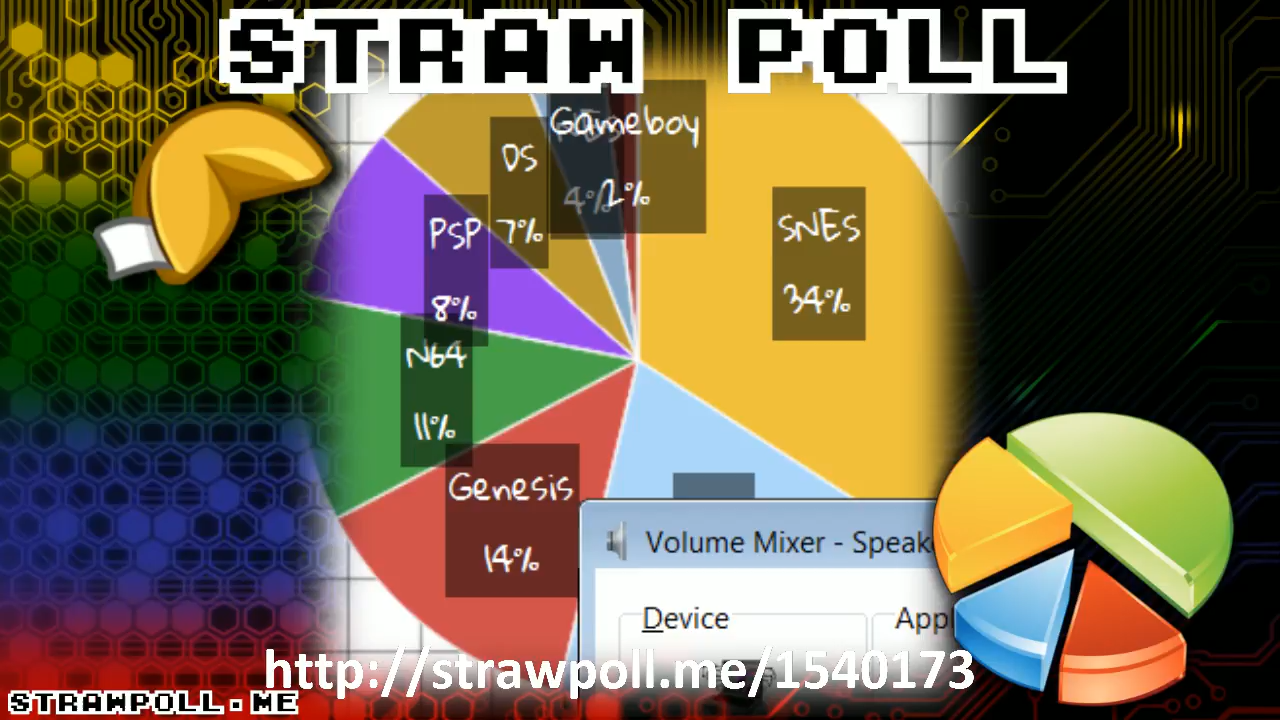 STRAW POLL
Gameboy
2%
4%
DS
7%
SNES
34%
PSP
8%
N64
11%
Genesis
14%
Volume Mixer - Speak
Device
Appl
http://strawpoll.me/1540173
STRAWPOLL.ME